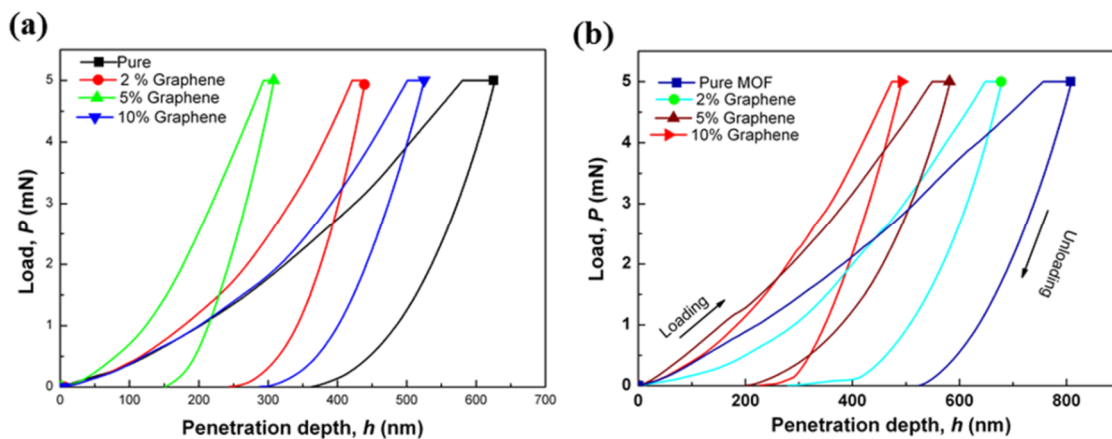 (a)
Pure
2 % Graphene
5% Graphene
10% Graphene
Load, P (mN)
5
4
3
2
1
0
0 100 200 300 400 500 600 700
Penetration depth, h (nm)
(b)
Pure MOF
2% Graphene
5% Graphene
10% Graphene
Loading
Unloading
Load, P (mN)
5
4
3
2
1
0
0 200 400 600 800
Penetration depth, h (nm)